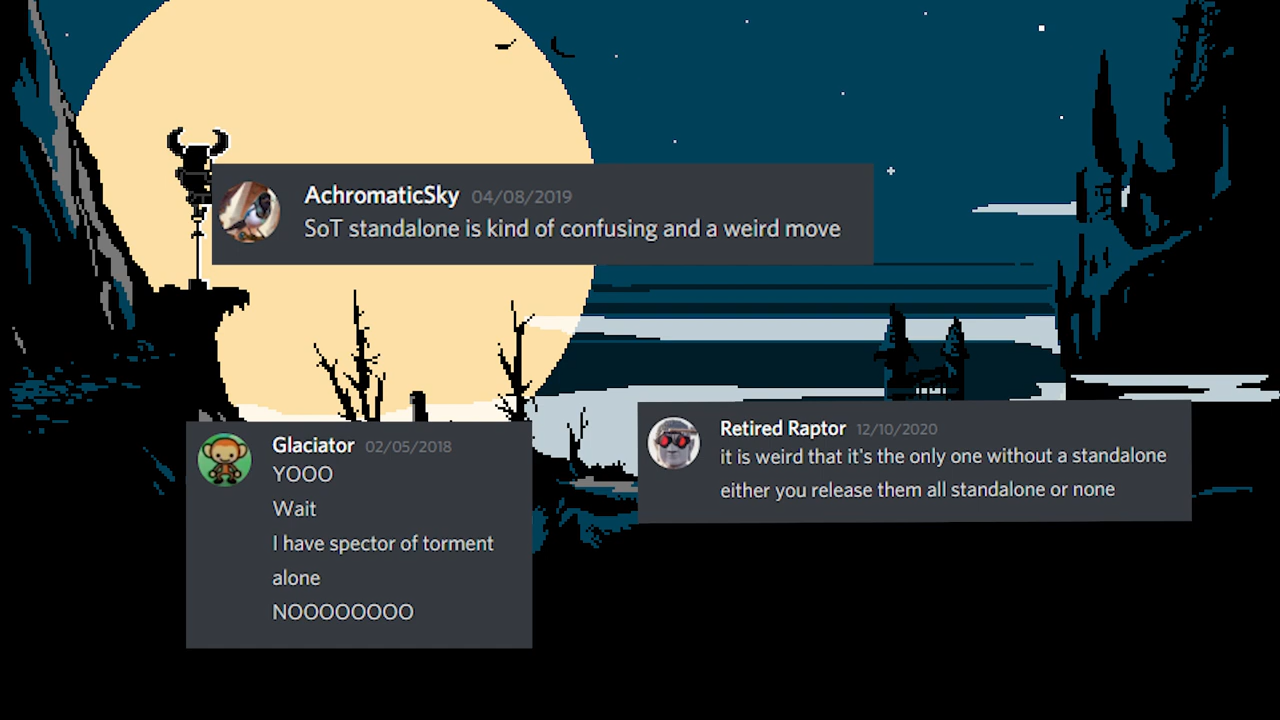 AchromaticSky 04/08/2019
SoT standalone is kind of confusing and a weird move
Glaciator 02/05/2018
YOOO
Wait
I have spector of torment
alone
NOOOOOOOO
Retired Raptor 12/10/2020
it is weird that it's the only one without a standalone
either you release them all standalone or none